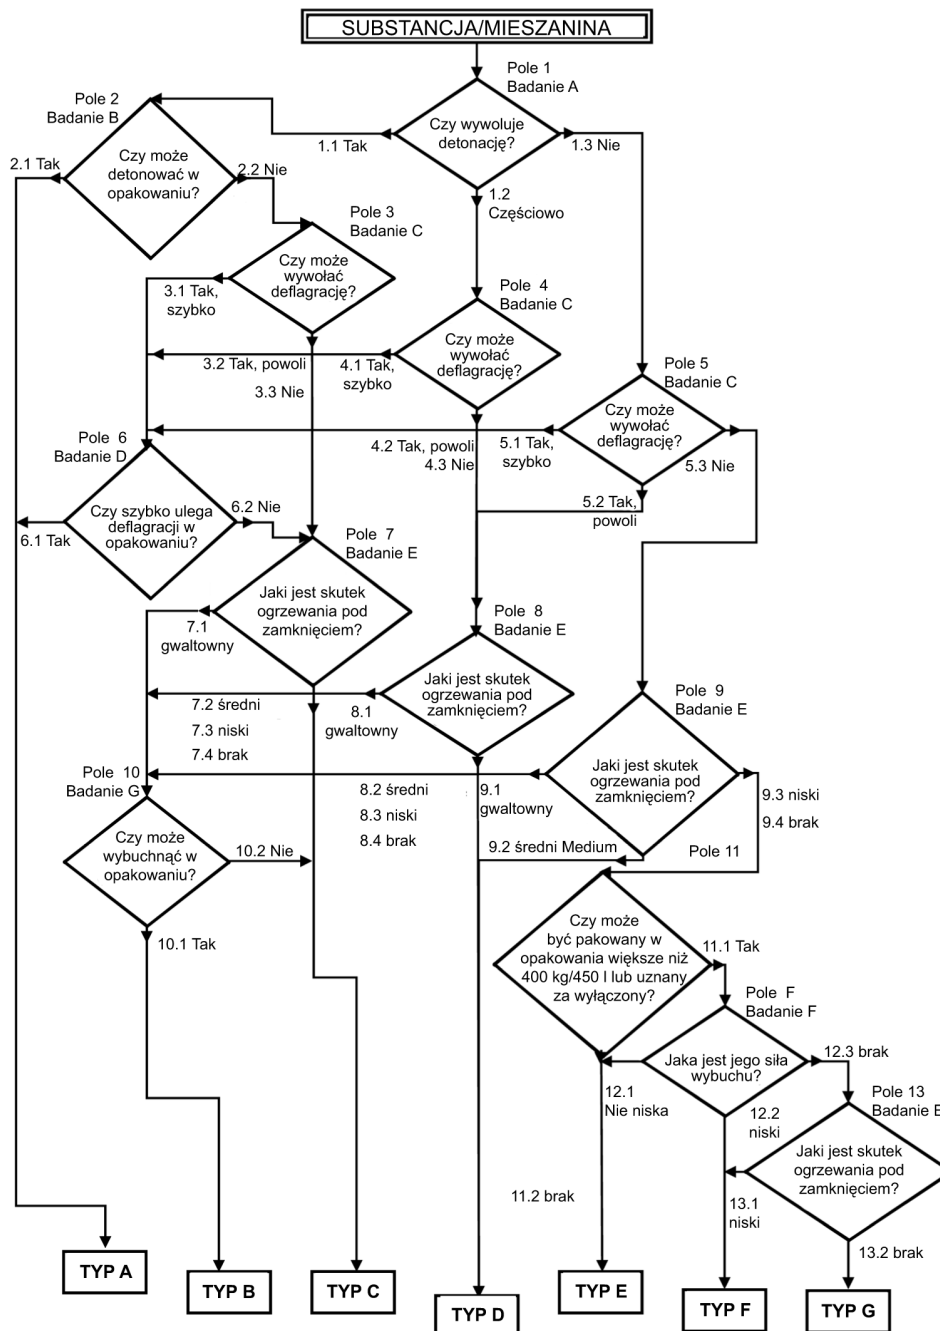 SUBSTANCJA/MIESZANINA
Pole 1
Badanie A
Czy wywoluje
detonację?
1.1 Tak
1.3 Nie
1.2
Częściowo
Pole 2
Badanie B
Czy może
detonować w
opakowaniu?
2.1 Tak
2.2 Nie
Pole 3
Badanie C
Czy może
wywołać
deflagrację?
3.1 Tak,
szybko
3.2 Tak, powoli
3.3 Nie
Pole 4
Badanie C
Czy może
wywołać
deflagrację?
4.1 Tak,
szybko
4.2 Tak, powoli
4.3 Nie
Pole 5
Badanie C
Czy może
wywołać
deflagrację?
5.1 Tak,
szybko
5.3 Nie
5.2 Tak,
powoli
Pole 6
Badanie D
Czy szybko ulega
deflagracji w
opakowaniu?
6.1 Tak
6.2 Nie
Pole 7
Badanie E
Jaki jest skutek
ogrzewania pod
zamknięciem?
7.1
gwaltowny
7.2 średni
7.3 niski
7.4 brak
Pole 8
Badanie E
Jaki jest skutek
ogrzewania pod
zamknięciem?
8.1
gwaltowny
8.2 średni
8.3 niski
8.4 brak
Pole 9
Badanie E
Jaki jest skutek
ogrzewania pod
zamknięciem?
9.1
gwaltowny
9.2 średni Medium
9.3 niski
9.4 brak
Pole 10
Badanie G
Czy może
wybuchnąć w
opakowaniu?
10.2 Nie
10.1 Tak
Pole 11
Czy może
być pakowany w
opakowania większe niż
400 kg/450 l lub uznany
za wyłączony?
11.1 Tak
11.2 brak
Pole F
Badanie F
Jaka jest jego siła
wybuchu?
12.1
Nie niska
12.2
niski
12.3 brak
Pole 13
Badanie E
Jaki jest skutek
ogrzewania pod
zamknięciem?
13.1
niski
13.2 brak
TYP A
TYP B
TYP C
TYP D
TYP E
TYP F
TYP G